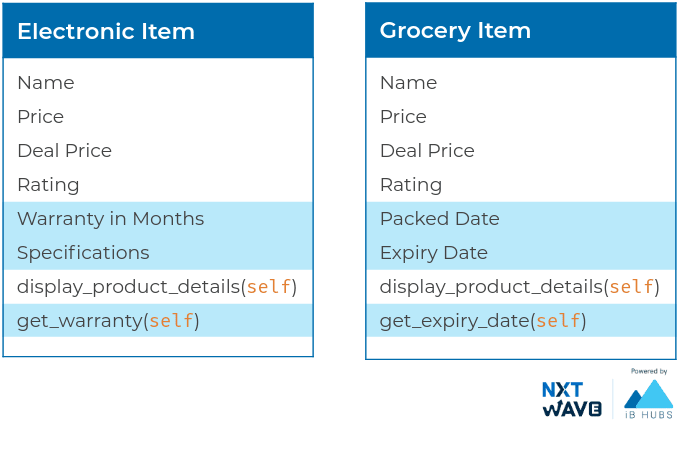 Electronic Item
Name
Price
Deal Price
Rating
Warranty in Months
Specifications
display_product_details(self)
get_warranty(self)
Grocery Item
Name
Price
Deal Price
Rating
Packed Date
Expiry Date
display_product_details(self)
get_expiry_date(self)
Powered by
NXT
WAVE
iB HUBS